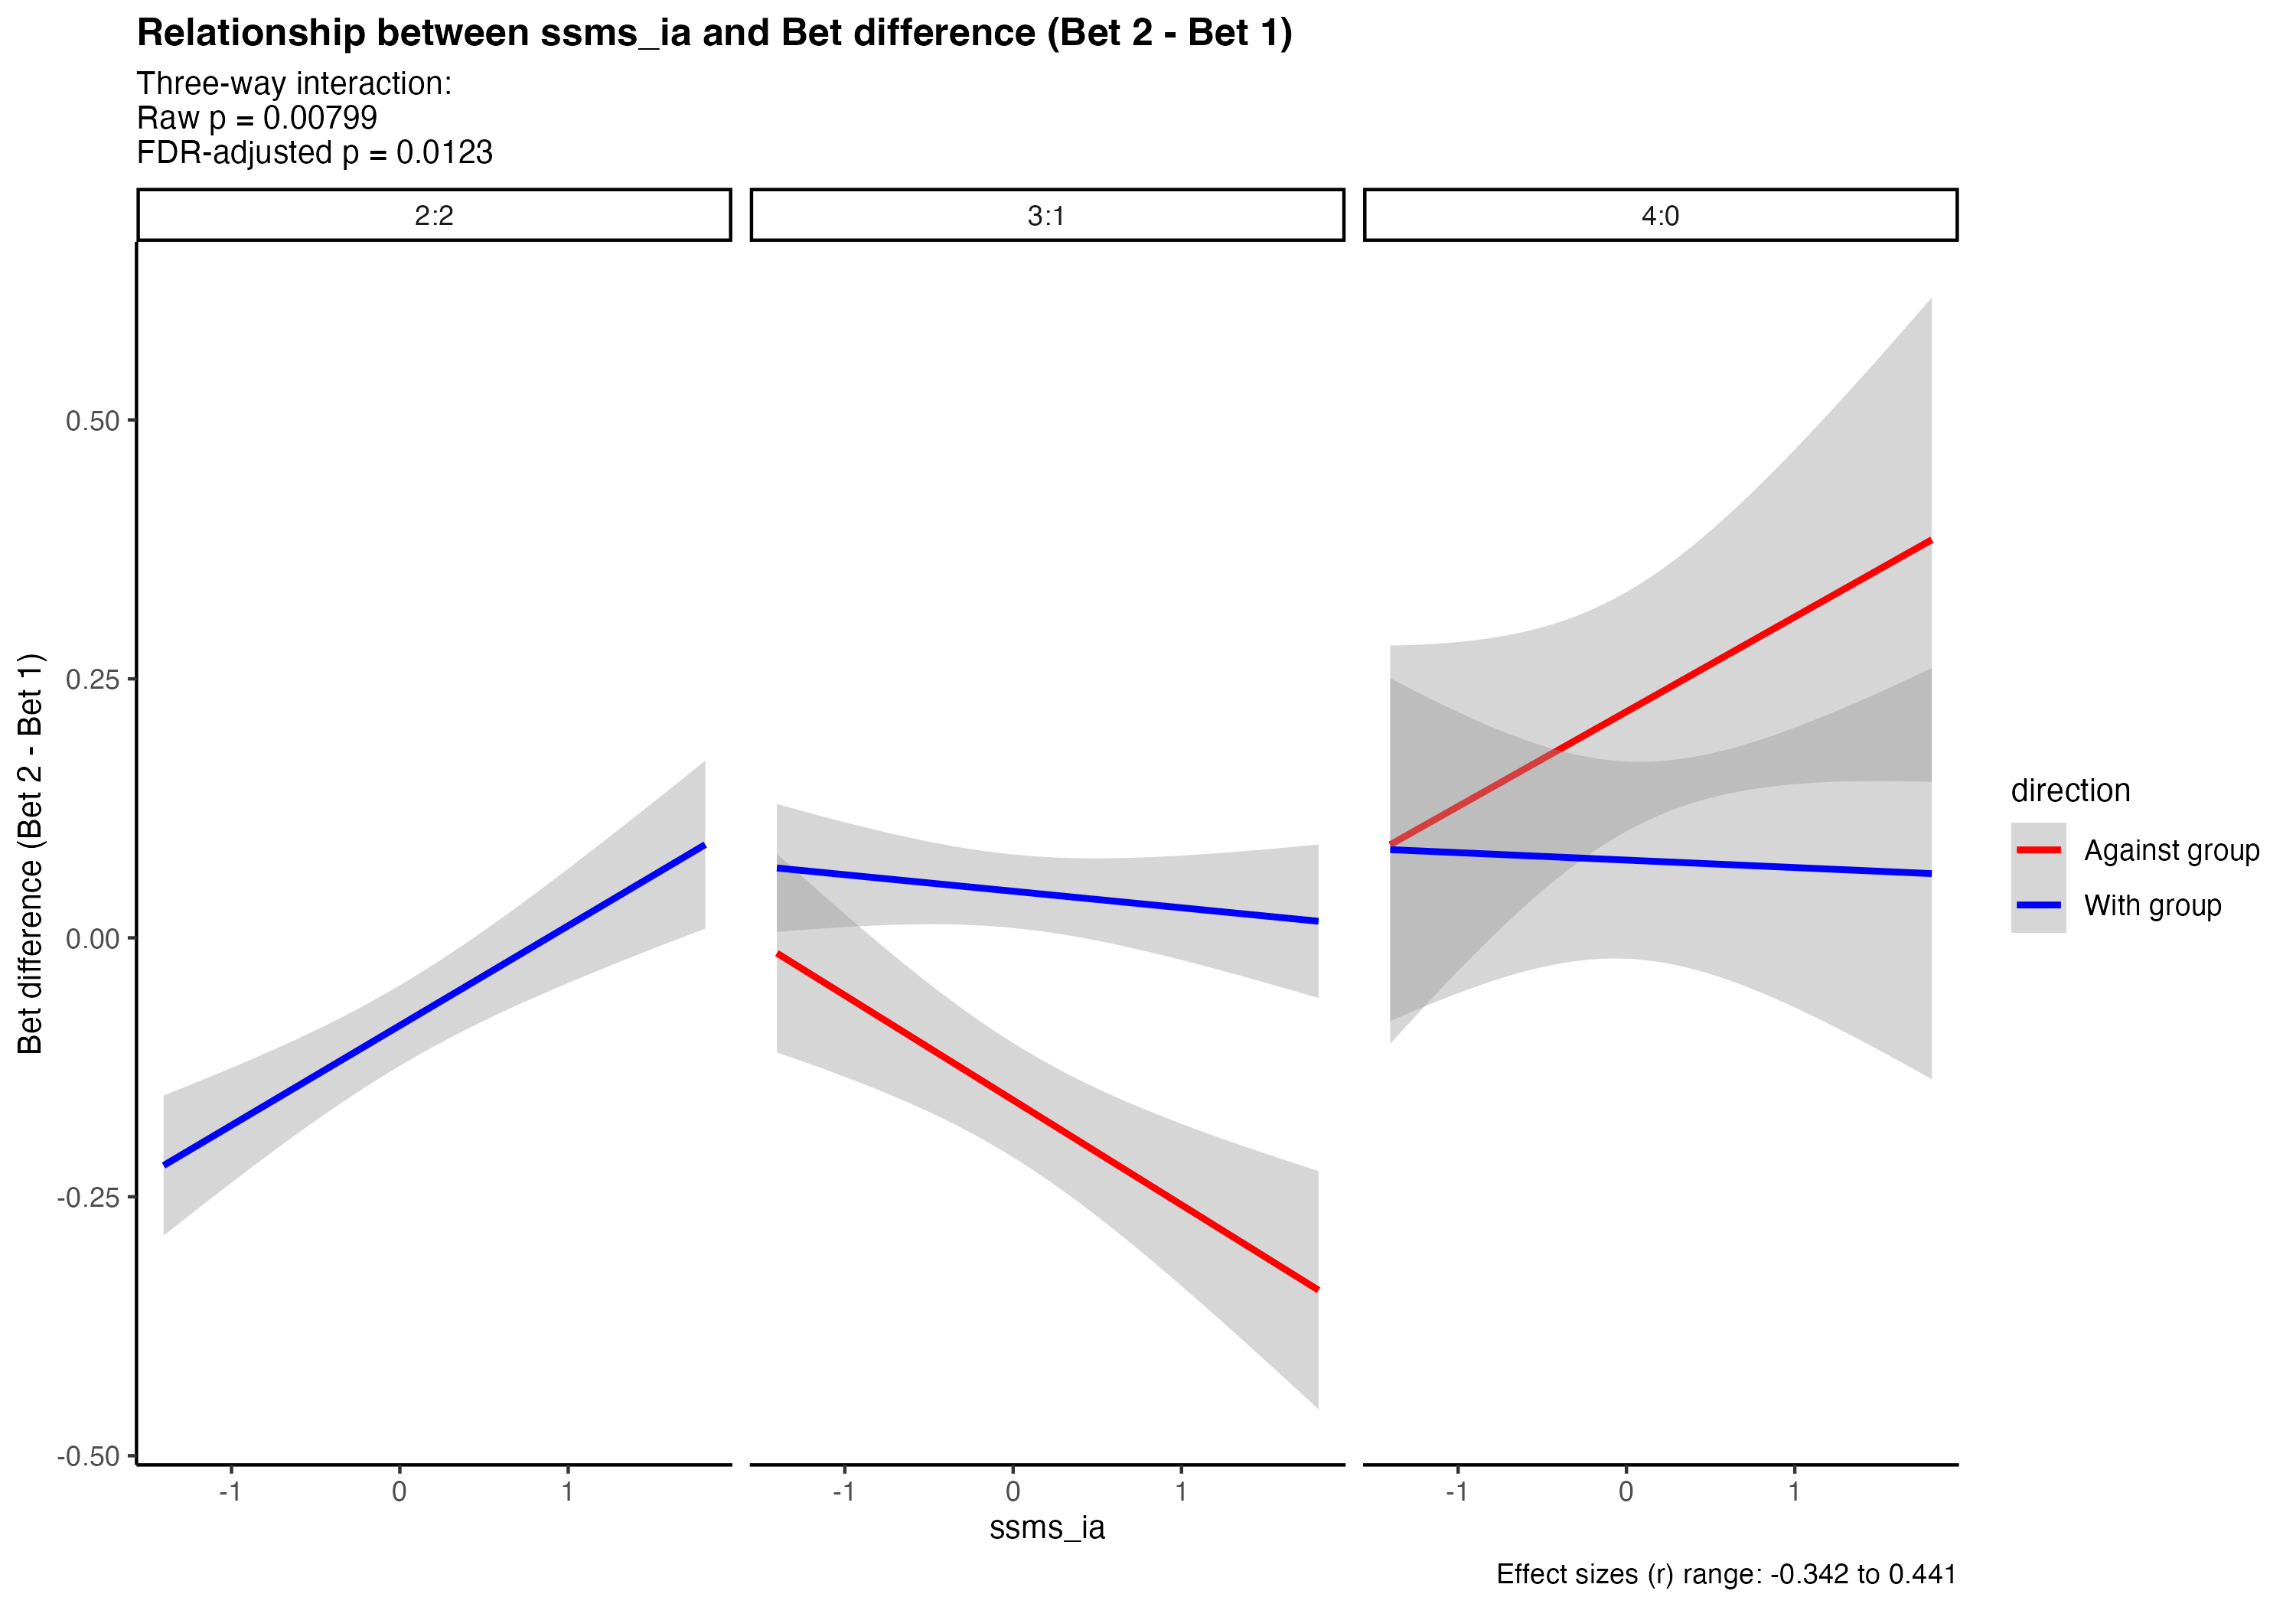 Relationship between ssms_ia and Bet difference (Bet 2 - Bet 1)
Three-way interaction:
Raw p = 0.00799
FDR-adjusted p = 0.0123
2:2
3:1
4:0
0.50
0.25
0.00
-0.25
-0.50
Bet difference (Bet 2 - Bet 1)
-1 0 1
-1 0 1
-1 0 1
ssms_ia
direction
Against group
With group
Effect sizes (r) range: -0.342 to 0.441